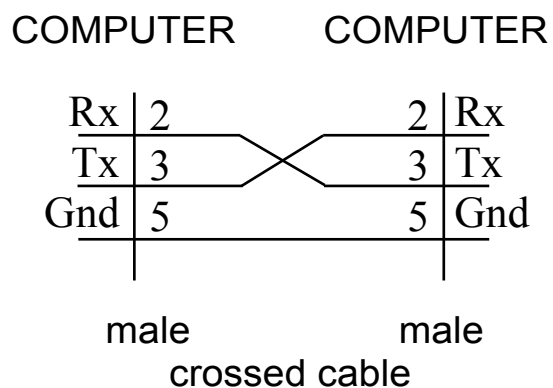 COMPUTER COMPUTER
Rx 2 2 Rx
Tx 3 3 Tx
Gnd 5 5 Gnd
male male
crossed cable